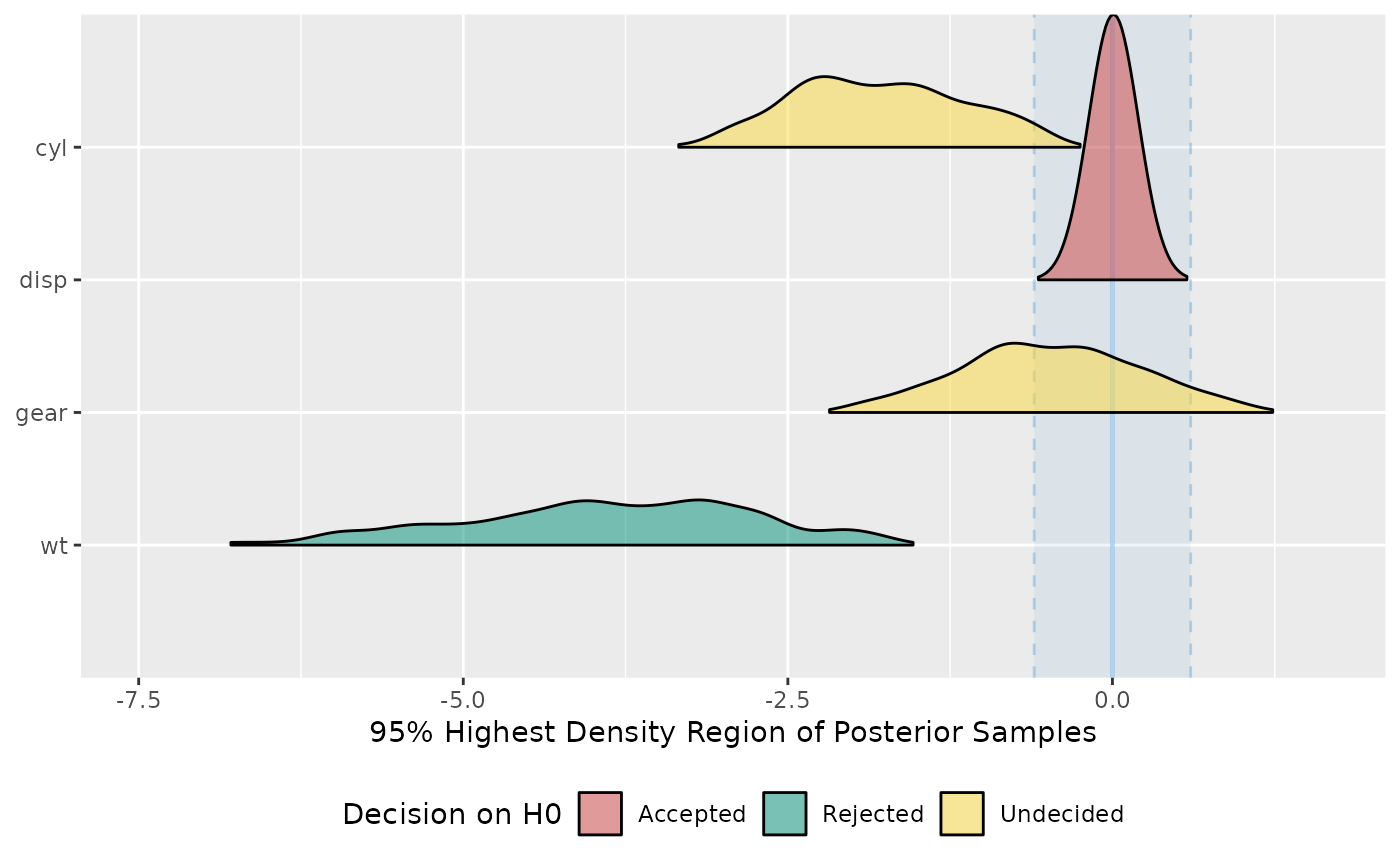 cyl
disp
gear
wt
-7.5 -5.0 -2.5 0.0
95% Highest Density Region of Posterior Samples
Decision on H0 Accepted Rejected Undecided